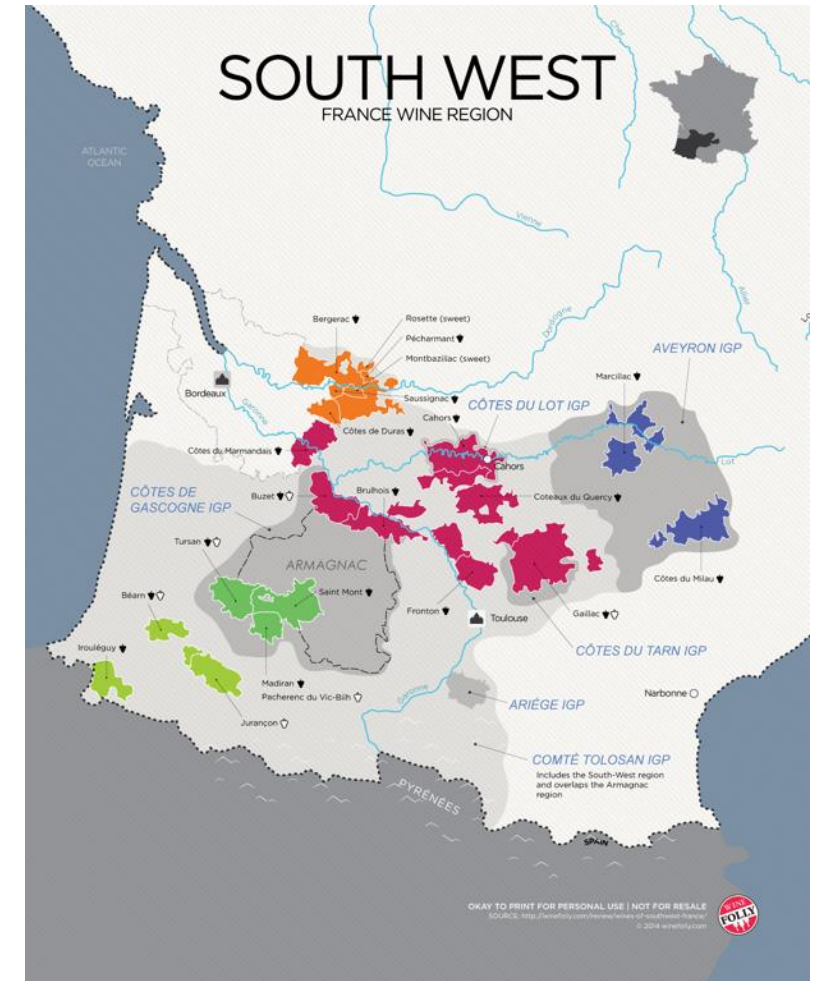 SOUTH WEST
FRANCE WINE REGION
ATLANTIC
OCEAN
Cher
Vienne
Allier
Dordogne
Bergerac
Rosette (sweet)
Pécharmant
Montbazillac (sweet)
AVEYRON IGP
Marcillac
Bordeaux
Garonne
Saussignac
Cahors
CÔTES DU LOT IGP
Côtes de Duras
Côtes du Marmandais
Cahors
Lot
CÔTES DE
GASCOGNE IGP
Buzet
Brulhois
Coteaux du Quercy
Tursan
ARMAGNAC
Béarn
Saint Mont
Fronton
Toulouse
Gaillac
Côtes du Milau
Irouléguy
CÔTES DU TARN IGP
Madiran
Pacherenc du Vic-Bilh
Jurançon
Garonne
ARIÉGE IGP
Narbonne
COMTÉ TOLOSAN IGP
Includes the South-West region
and overlaps the Armagnac
region
PYRÉNÉES
SPAIN
OKAY TO PRINT FOR PERSONAL USE | NOT FOR RESALE
SOURCE: http://winefolly.com/review/wines-of-southwest-france/
© 2014 winefolly.com
WINE
FOLLY